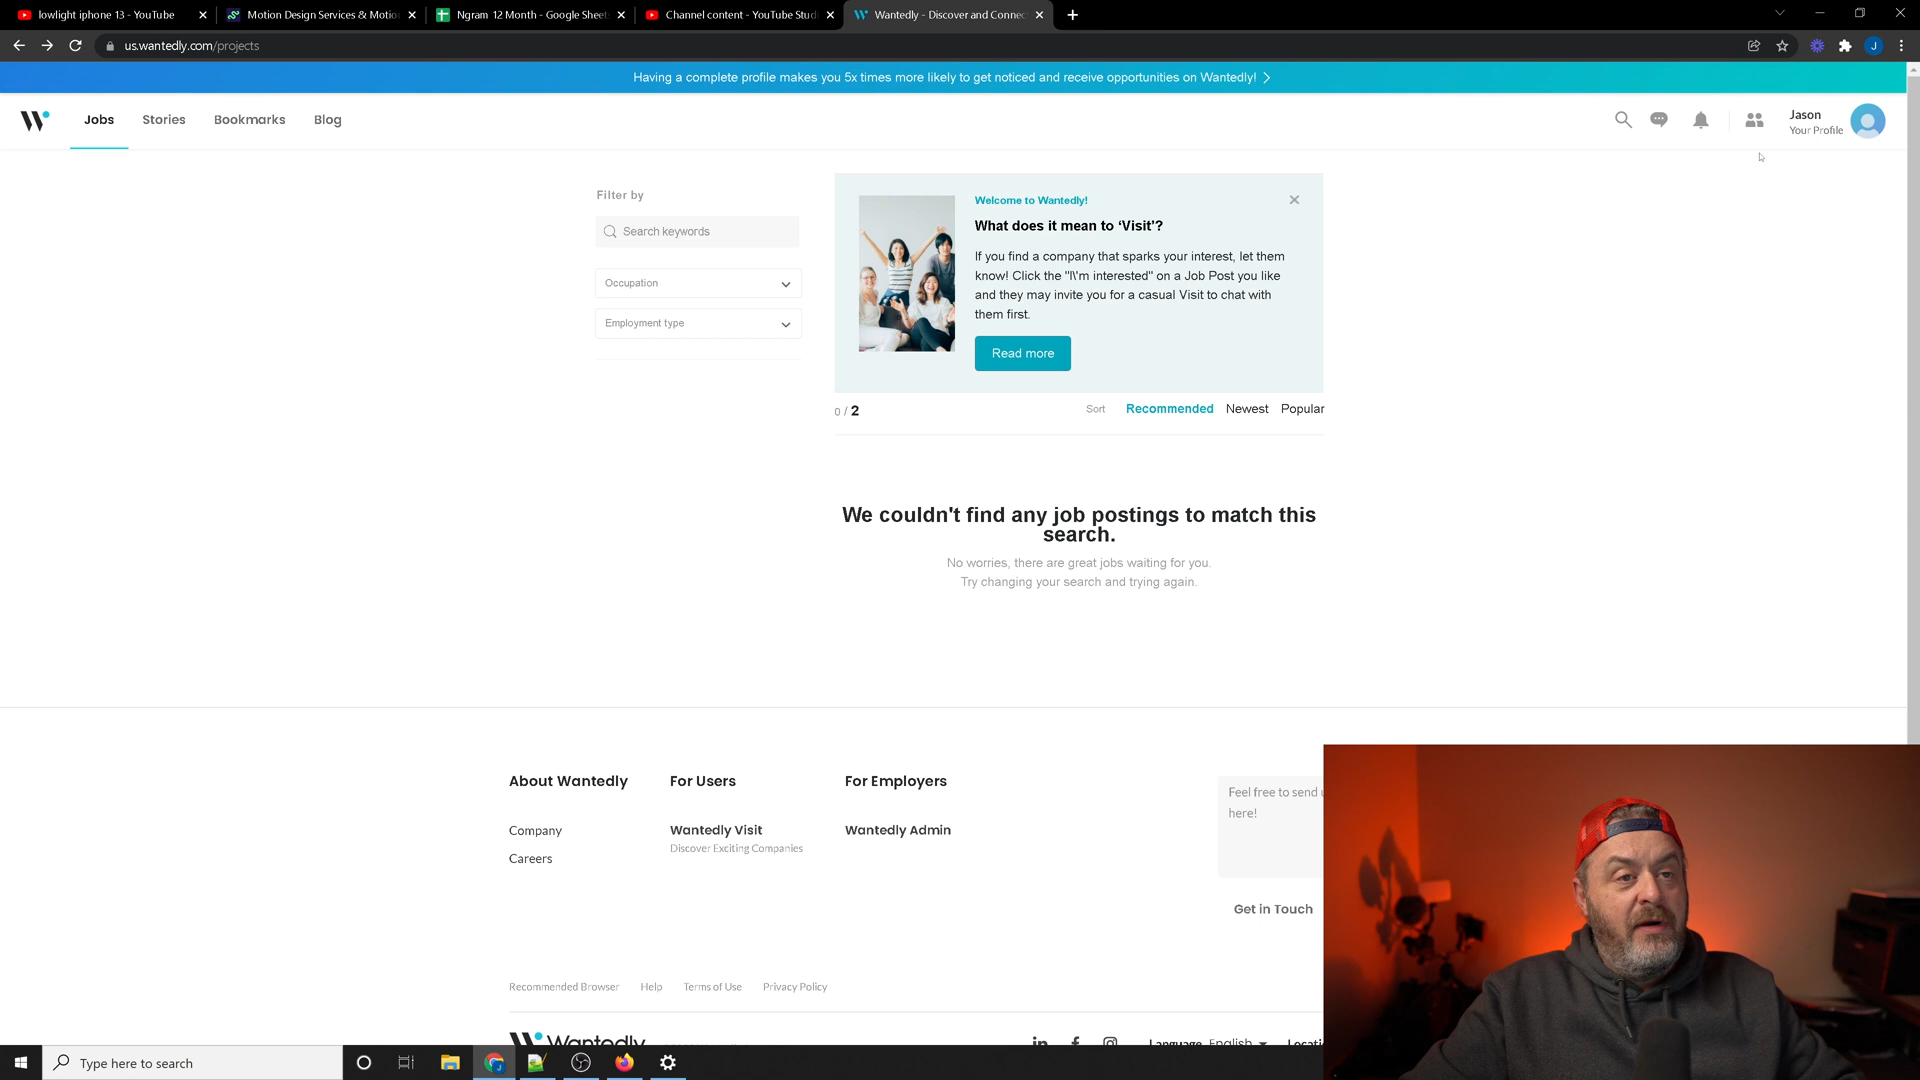 lowlight iphone 13 - YouTube
Motion Design Services & Motio
Ngram 12 Month - Google Sheet
Channel content - YouTube Stud
Wantedly - Discover and Connec
us.wantedly.com/projects
J
Having a complete profile makes you 5x times more likely to get noticed and receive opportunities on Wantedly!
Jobs
Stories
Bookmarks
Blog
Jason
Your Profile
Filter by
Search keywords
Occupation
Employment type
Welcome to Wantedly!
What does it mean to ‘Visit’?
If you find a company that sparks your interest, let them
know! Click the "I\'m interested" on a Job Post you like
and they may invite you for a casual Visit to chat with
them first.
Read more
0 / 2
Sort Recommended Newest Popular
We couldn't find any job postings to match this
search.
No worries, there are great jobs waiting for you.
Try changing your search and trying again.
About Wantedly
Company
Careers
For Users
Wantedly Visit
Discover Exciting Companies
For Employers
Wantedly Admin
Feel free to send u
here!
Get in Touch
Recommended Browser Help Terms of Use Privacy Policy
Wantedly
Language English Locati
Type here to search